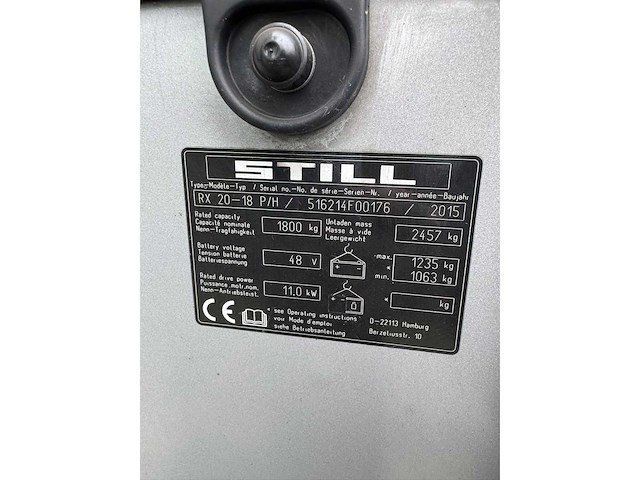 STILL
Type-Modèle-Typ / Serial no.-No. de série-Serien-Nr. / year-année-Baujahr
RX 20-18 P/H / 516214F00176 / 2015
Rated capacity
Capacité nominale
Nenn-Tragfähigkeit
1800 kg
Unladen mass
Masse à vide
Leergewicht
2457 kg
Battery voltage
Tension batterie
Batteriespannung
48 V
max. 1235 kg
min. 1063 kg
Rated drive power
Puissance .motr.nom.
Nenn-Antriebsleist.
11.0 kW
kg
CE
* see Operating instructions
voir Mode d'emploi
siehe Betriebsanleitung
D-22113 Hamburg
Berzeliusstr. 10